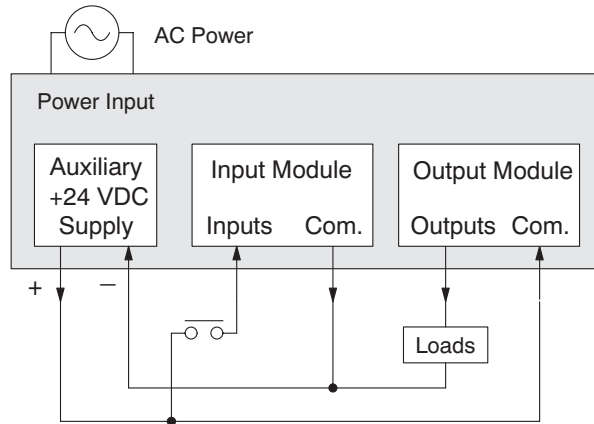 AC Power
Power Input
Auxiliary
+24 VDC
Supply
Input Module
Inputs Com.
Output Module
Outputs Com.
+ –
Loads